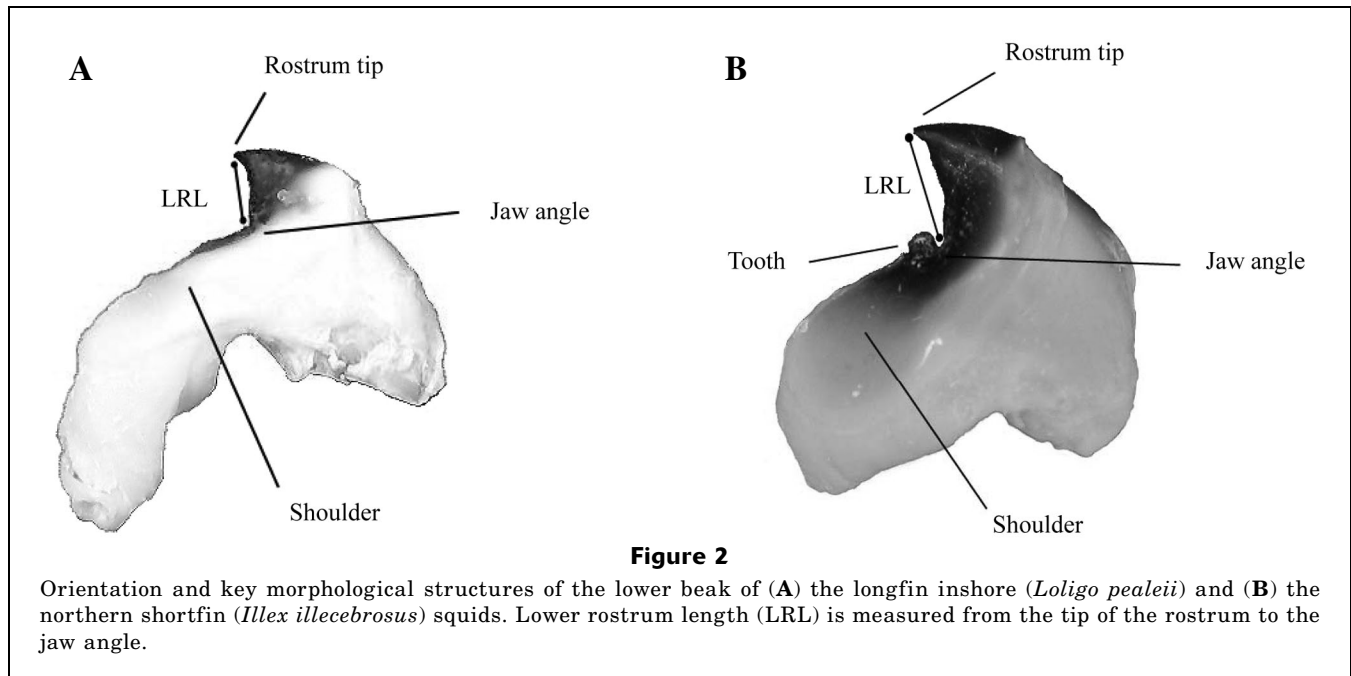 A
Rostrum tip
LRL
Jaw angle
Shoulder
B
Rostrum tip
LRL
Tooth
Jaw angle
Shoulder
Figure 2
Orientation and key morphological structures of the lower beak of (A) the longfin inshore (Loligo pealeii) and (B) the
northern shortfin (Illex illecebrosus) squids. Lower rostrum length (LRL) is measured from the tip of the rostrum to the
jaw angle.